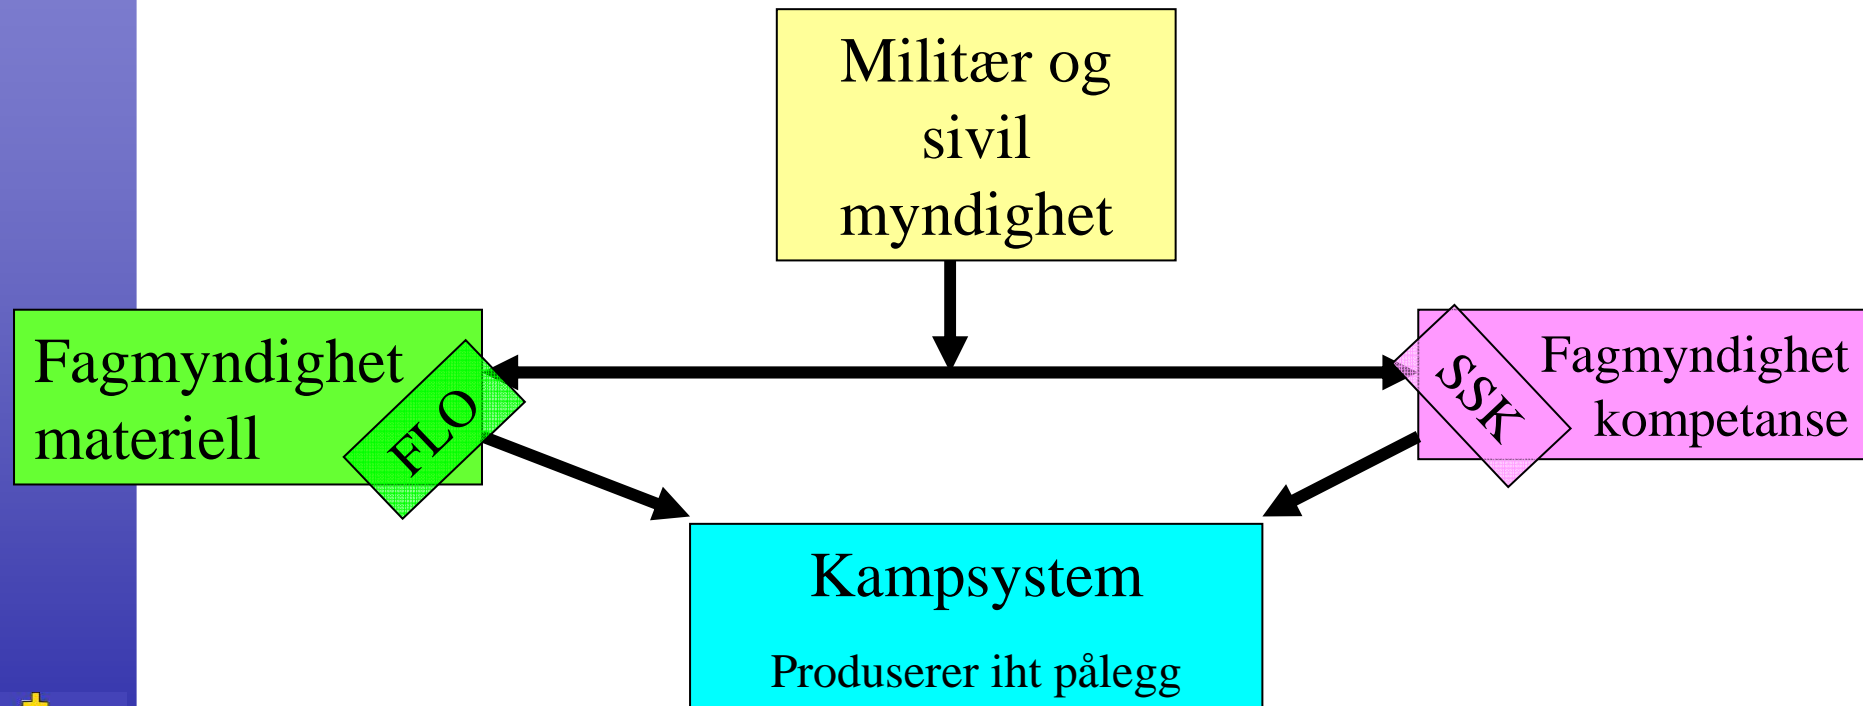 Militær og
sivil
myndighet
Fagmyndighet
materiell
FLO
SSK
Fagmyndighet
kompetanse
Kampsystem
Produserer iht pålegg